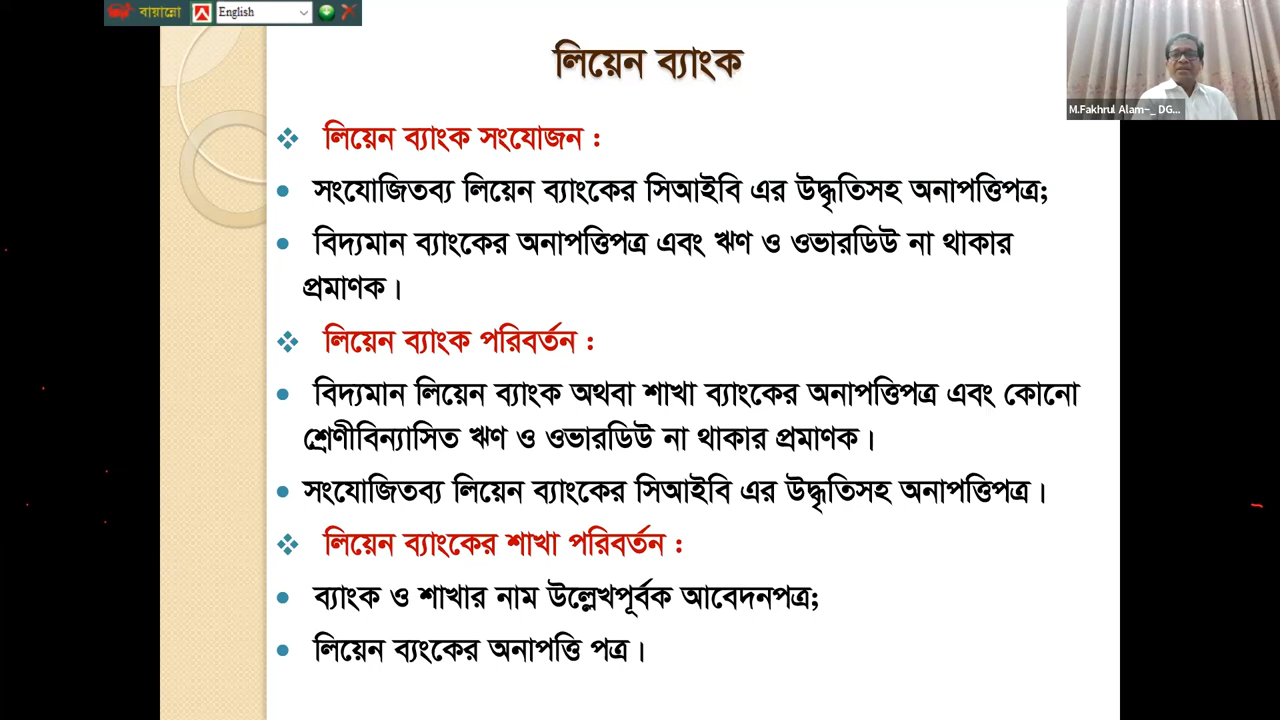 বায়ান্নো English
M.Fakhrul Alam~_ DG...
লিয়েন ব্যাংক
লিয়েন ব্যাংক সংযোজন :
সংযোজিতব্য লিয়েন ব্যাংকের সিআইবি এর উদ্ধৃতিসহ অনাপত্তিপত্র;
বিদ্যমান ব্যাংকের অনাপত্তিপত্র এবং ঋণ ও ওভারডিউ না থাকার
প্রমাণক।
লিয়েন ব্যাংক পরিবর্তন :
বিদ্যমান লিয়েন ব্যাংক অথবা শাখা ব্যাংকের অনাপত্তিপত্র এবং কোনো
শ্রেণীবিন্যাসিত ঋণ ও ওভারডিউ না থাকার প্রমাণক।
সংযোজিতব্য লিয়েন ব্যাংকের সিআইবি এর উদ্ধৃতিসহ অনাপত্তিপত্র।
লিয়েন ব্যাংকের শাখা পরিবর্তন :
ব্যাংক ও শাখার নাম উল্লেখপূর্বক আবেদনপত্র;
লিয়েন ব্যংকের অনাপত্তি পত্র।